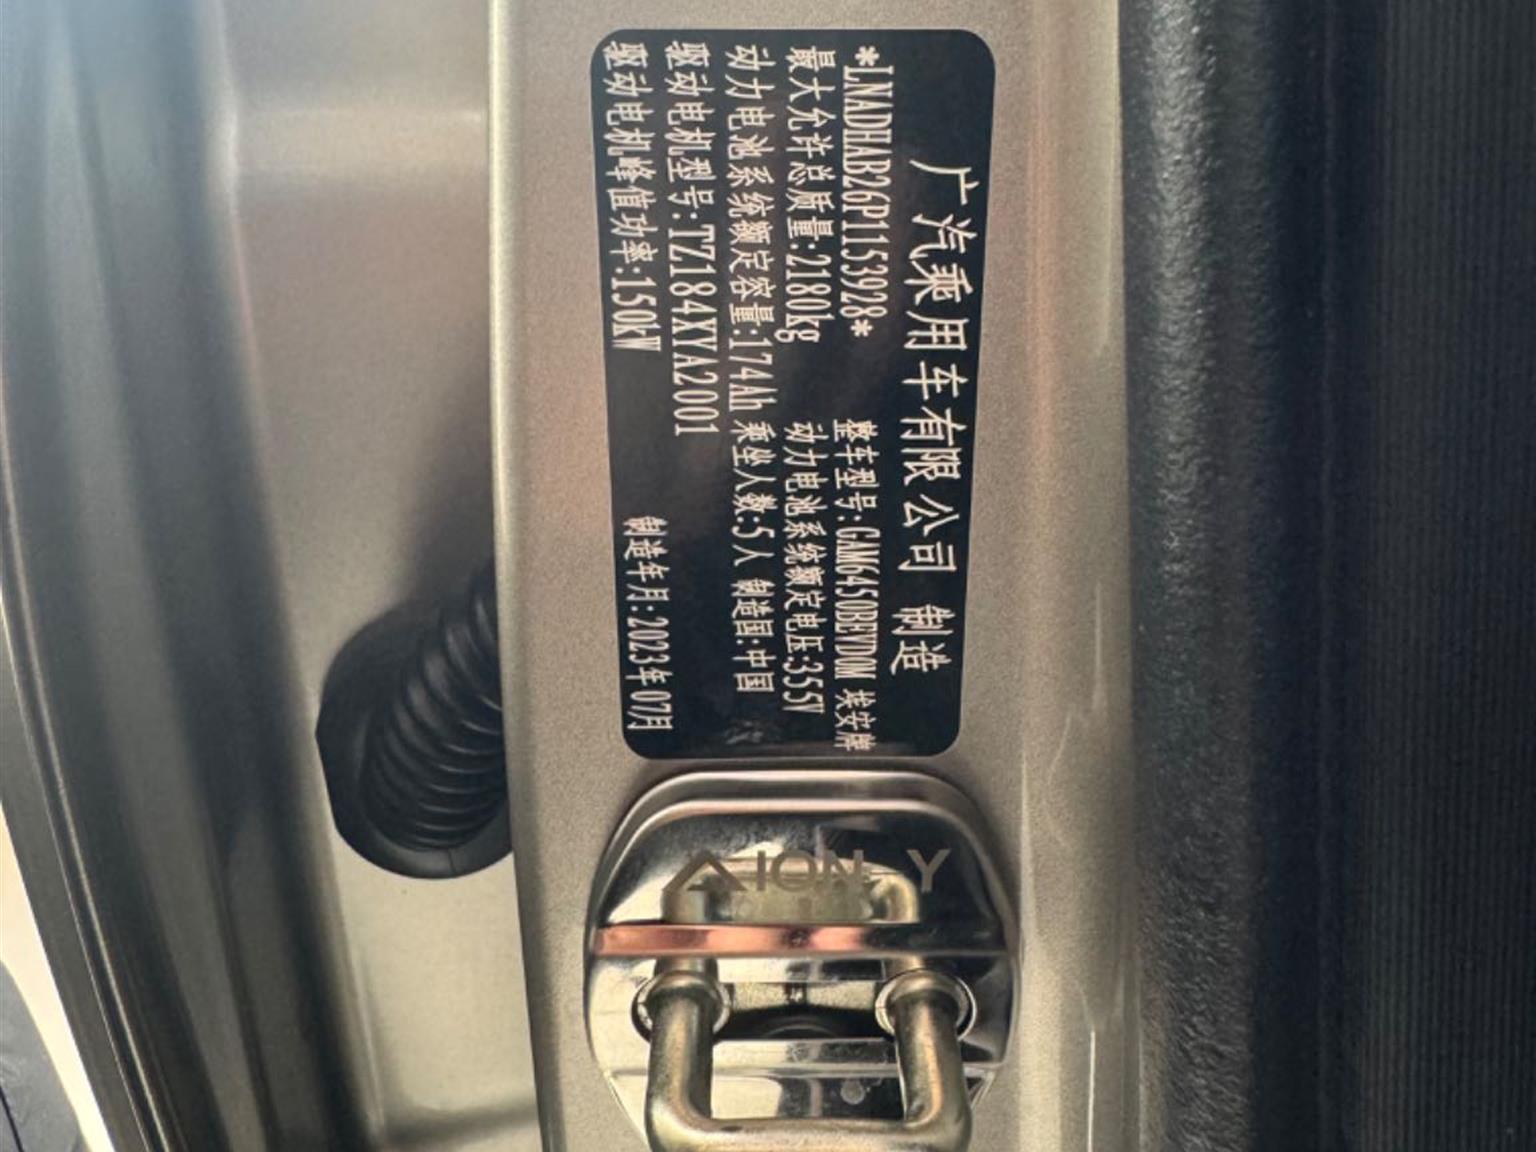 广汽乘用车有限公司 制造
*LNADHAB26P1153928* 整车型号:GAM6450BEVD0M 埃安牌
最大允许总质量:2180kg 动力电池系统额定电压:355V
动力电池系统额定容量:174Ah 乘坐人数:5人 制造国:中国
驱动电机型号:TZ184XYA2001
驱动电机峰值功率:150kW 制造年月:2023年07月
AION Y